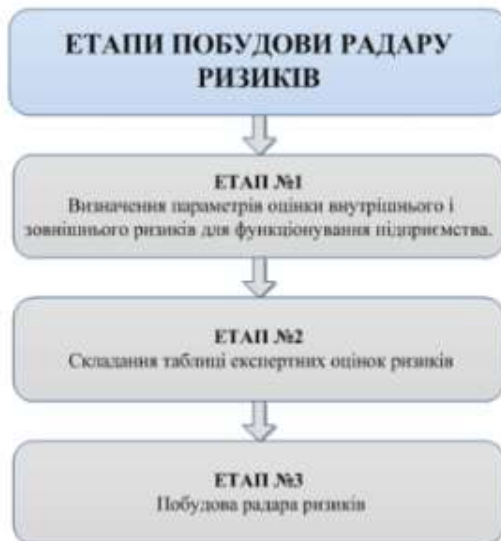 ЕТАПИ ПОБУДОВИ РАДАРУ
РИЗИКІВ
ЕТАП №1
Визначення параметрів оцінки внутрішнього і
зовнішнього ризиків для функціонування підприємства.
ЕТАП №2
Складання таблиці експертних оцінок ризиків
ЕТАП №3
Побудова радара ризиків